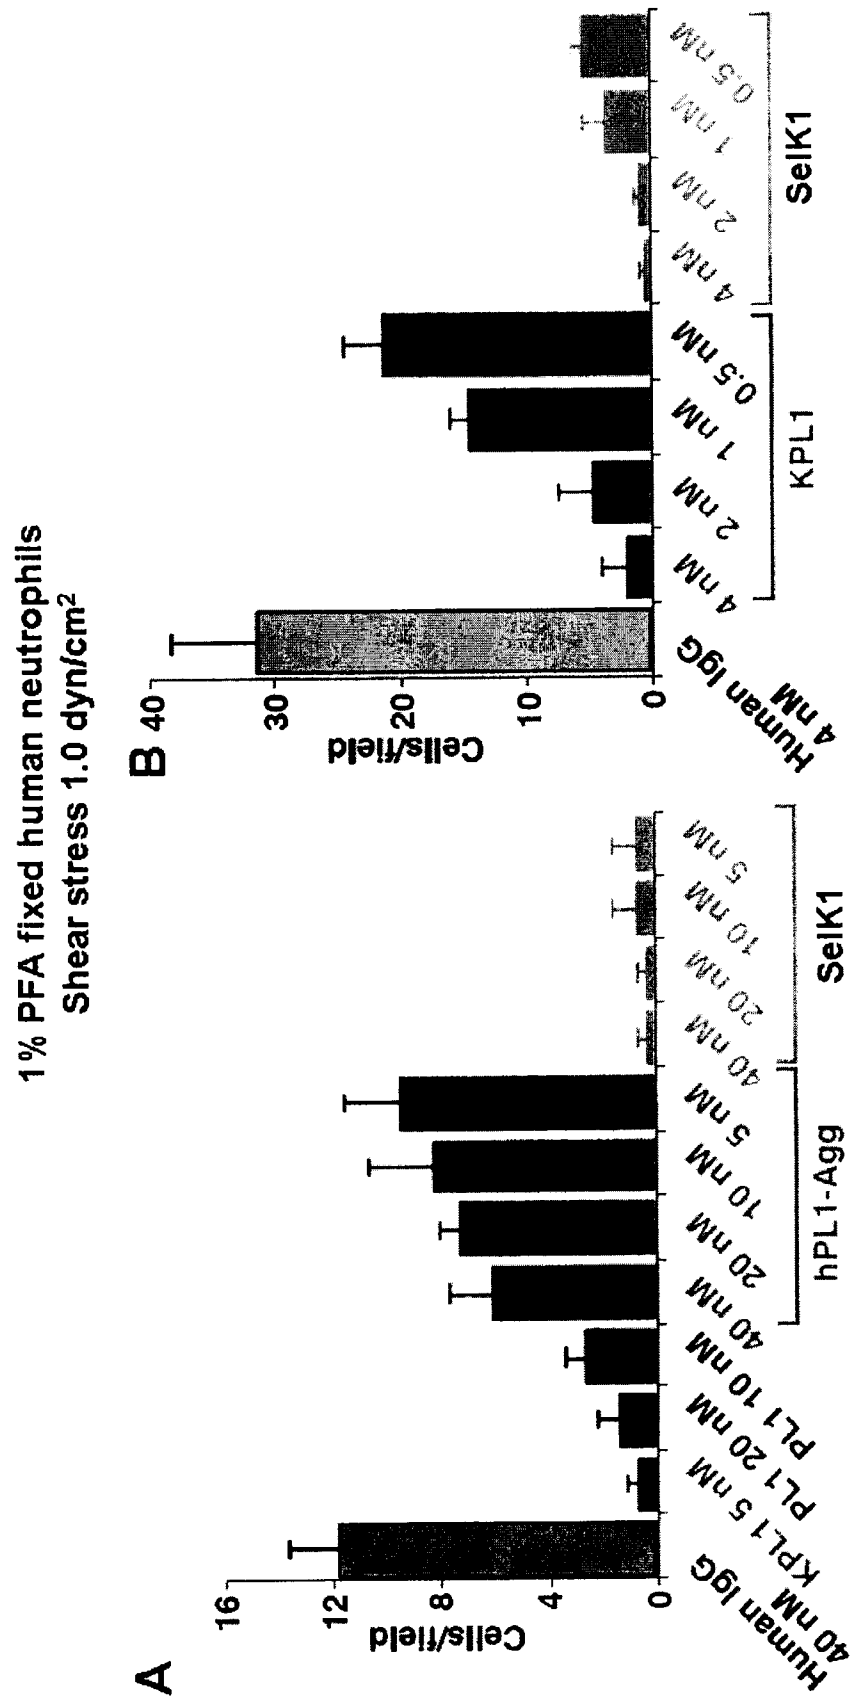 1% PFA fixed human neutrophils
Shear stress 1.0 dyn/cm²
A
Cells/field
16
12
8
4
0
Human IgG
40 nM
KPL1 5 nM
PL1 20 nM
PL1 10 nM
40 nM
20 nM
10 nM
5 nM
hPL1-Agg
40 nM
20 nM
10 nM
5 nM
SelK1
B
Cells/field
40
30
20
10
0
Human IgG
4 nM
4 nM
2 nM
1 nM
0.5 nM
KPL1
4 nM
2 nM
1 nM
0.5 nM
SelK1